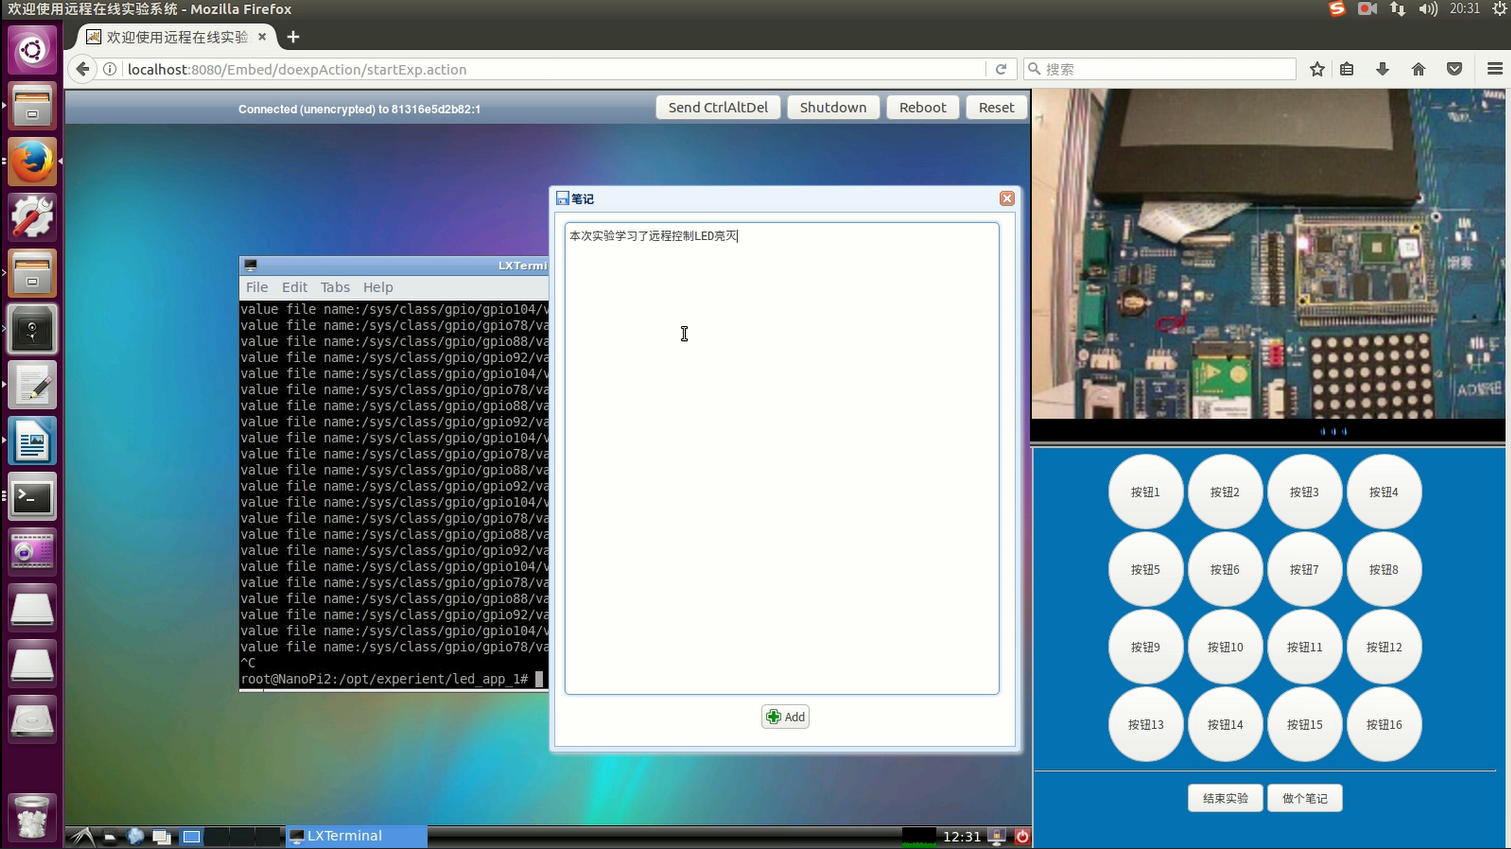 欢迎使用远程在线实验系统 - Mozilla Firefox
20:31
欢迎使用远程在线实验
localhost:8080/Embed/doexpAction/startExp.action
搜索
Connected (unencrypted) to 81316e5d2b82:1
Send CtrlAltDel
Shutdown
Reboot
Reset
笔记
本次实验学习了远程控制LED亮灭
LXTermi
File Edit Tabs Help
value file name:/sys/class/gpio/gpio104/v
value file name:/sys/class/gpio/gpio78/va
value file name:/sys/class/gpio/gpio88/va
value file name:/sys/class/gpio/gpio92/va
value file name:/sys/class/gpio/gpio104/v
value file name:/sys/class/gpio/gpio78/va
value file name:/sys/class/gpio/gpio88/va
value file name:/sys/class/gpio/gpio92/va
value file name:/sys/class/gpio/gpio104/v
value file name:/sys/class/gpio/gpio78/va
value file name:/sys/class/gpio/gpio88/va
value file name:/sys/class/gpio/gpio92/va
value file name:/sys/class/gpio/gpio104/v
value file name:/sys/class/gpio/gpio78/va
value file name:/sys/class/gpio/gpio88/va
value file name:/sys/class/gpio/gpio92/va
value file name:/sys/class/gpio/gpio104/v
value file name:/sys/class/gpio/gpio78/va
value file name:/sys/class/gpio/gpio88/va
value file name:/sys/class/gpio/gpio92/va
value file name:/sys/class/gpio/gpio104/v
value file name:/sys/class/gpio/gpio78/va
^C
root@NanoPi2:/opt/experient/led_app_1#
Add
烟雾
AD旋钮
按钮1 按钮2 按钮3 按钮4
按钮5 按钮6 按钮7 按钮8
按钮9 按钮10 按钮11 按钮12
按钮13 按钮14 按钮15 按钮16
结束实验 做个笔记
LXTerminal
12:31